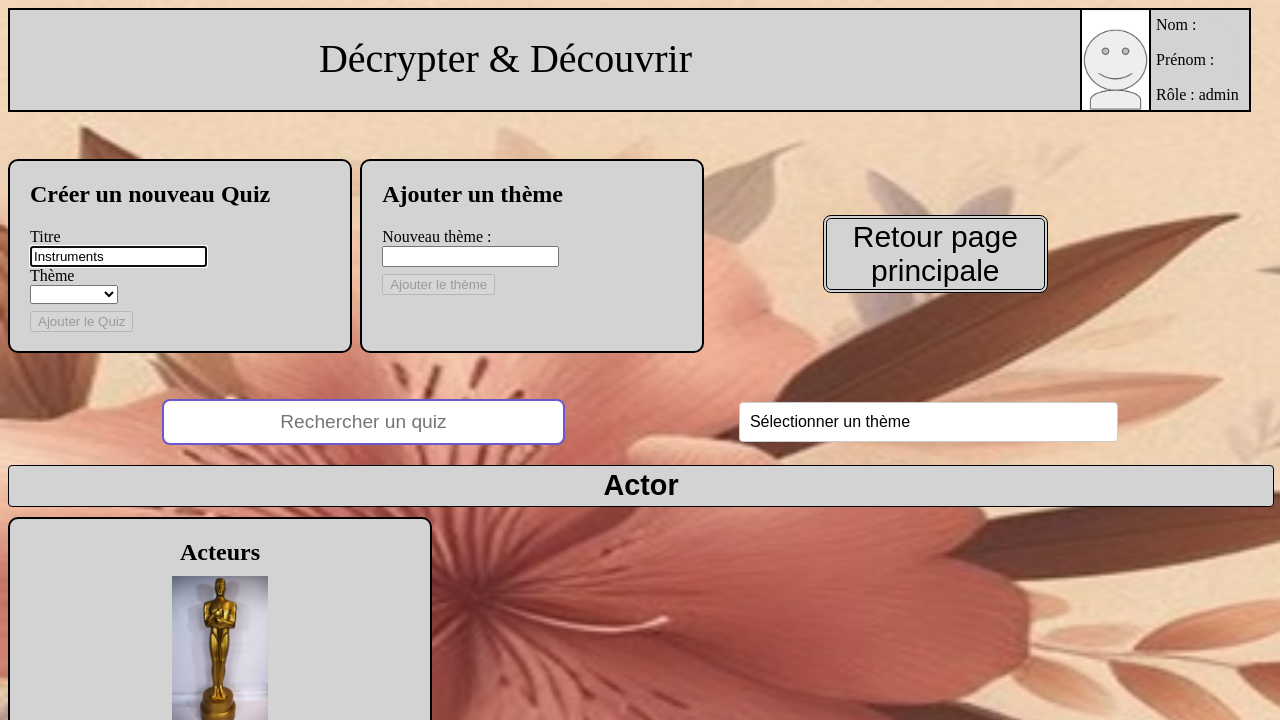 Décrypter & Découvrir
Nom :
Prénom :
Rôle : admin
Créer un nouveau Quiz
Titre
Instruments
Thème
Ajouter le Quiz
Ajouter un thème
Nouveau thème :
Ajouter le thème
Retour page
principale
Rechercher un quiz
Sélectionner un thème
Actor
Acteurs